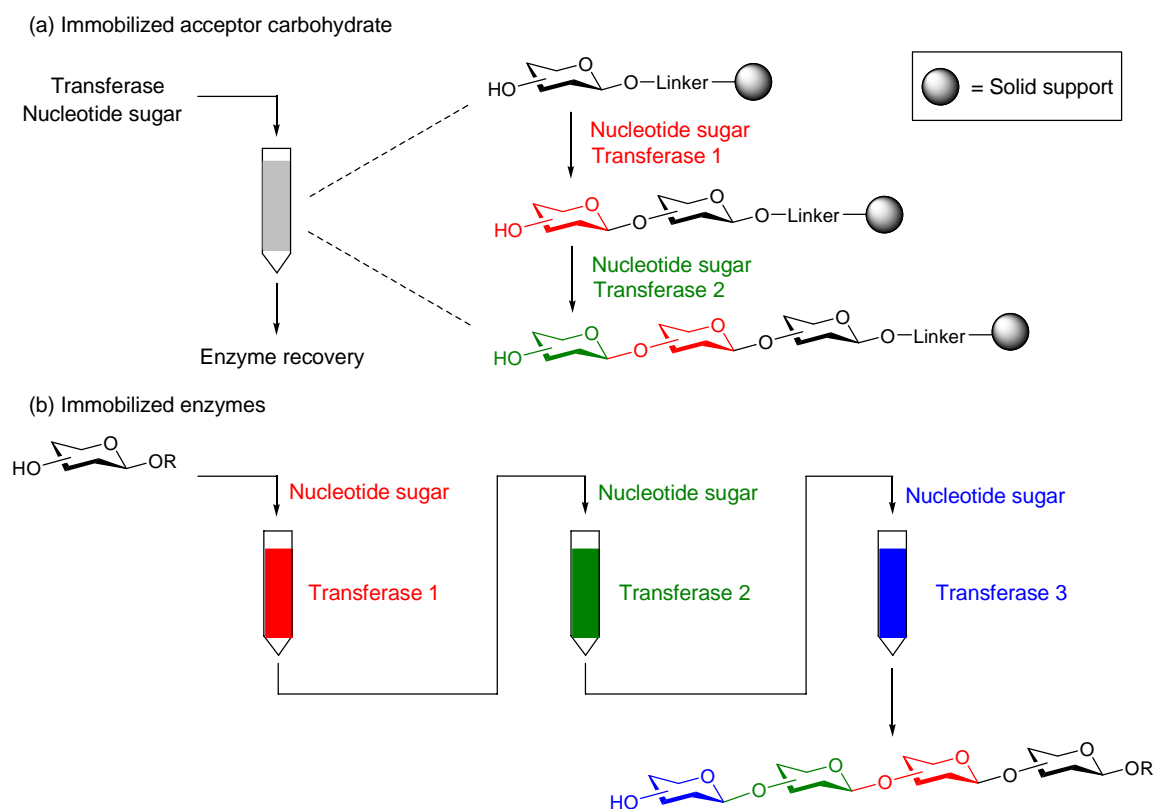 (a) Immobilized acceptor carbohydrate
Transferase
Nucleotide sugar
Enzyme recovery
HO
O
O
Linker
= Solid support
Nucleotide sugar
Transferase 1
HO
O
O
O
O
Linker
Nucleotide sugar
Transferase 2
HO
O
O
O
O
O
O
Linker
(b) Immobilized enzymes
HO
O
OR
Nucleotide sugar
Nucleotide sugar
Nucleotide sugar
Transferase 1
Transferase 2
Transferase 3
HO
O
O
O
O
O
O
O
OR